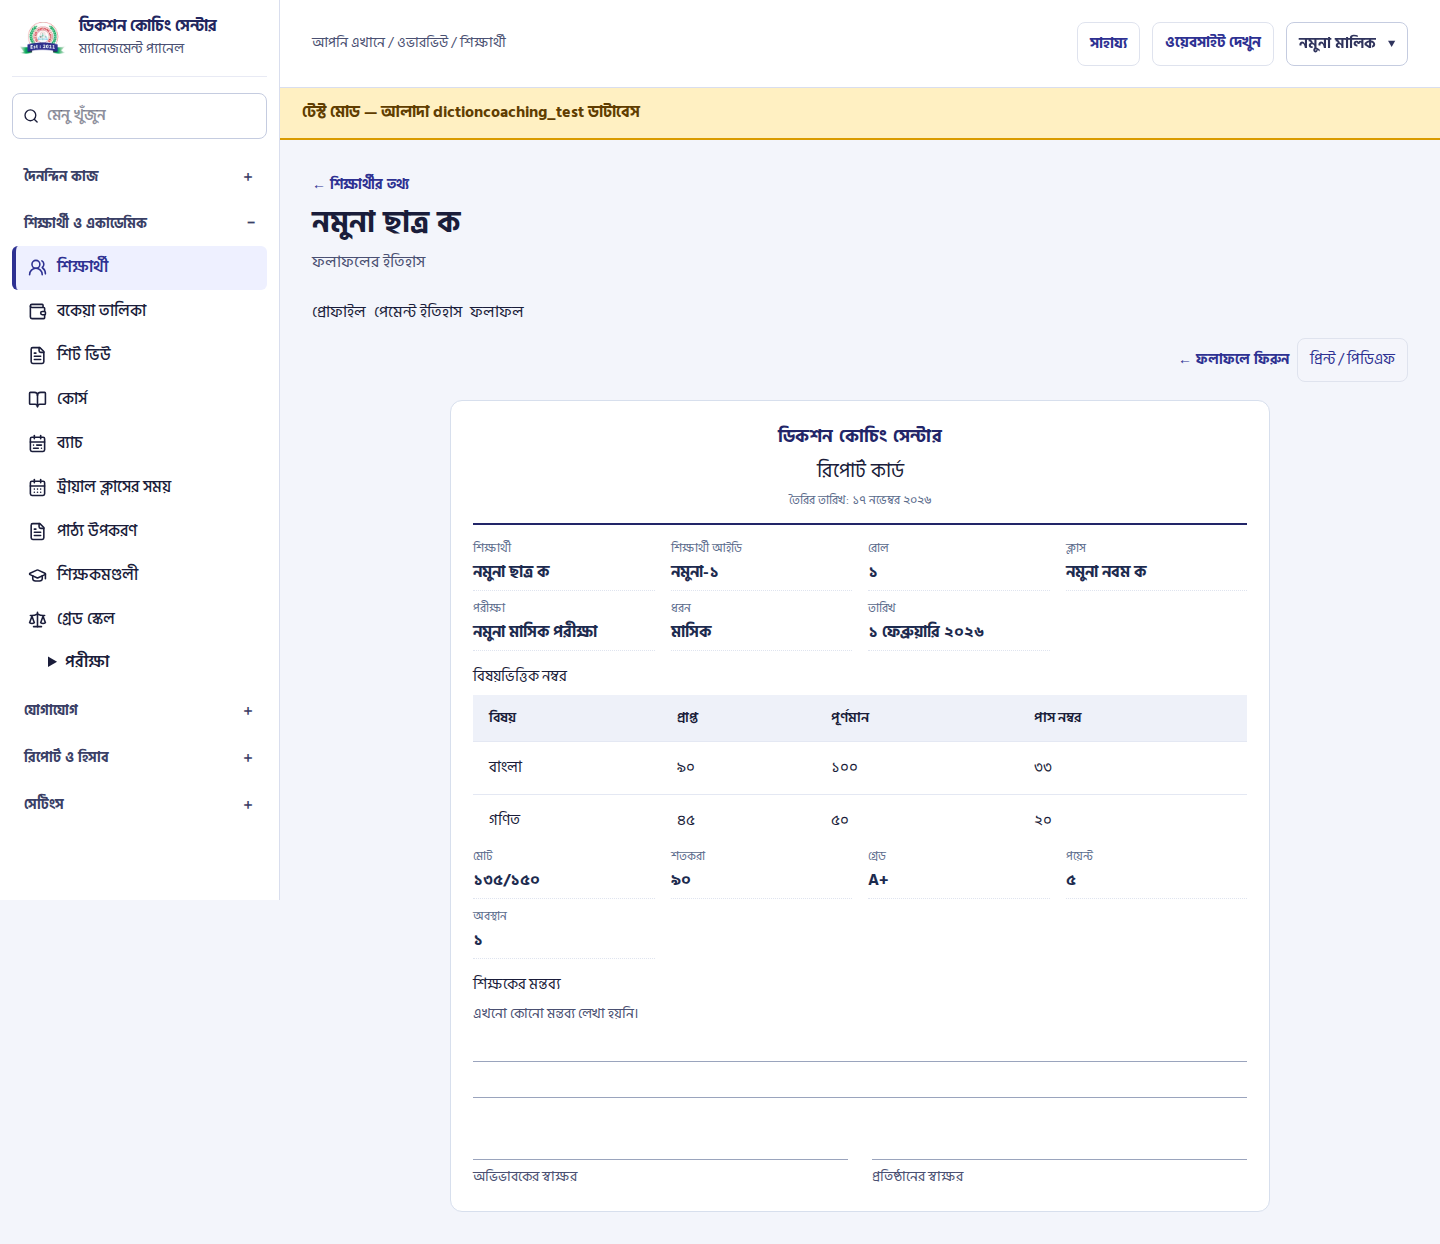 ডিকশন কোচিং সেন্টার
ম্যানেজমেন্ট প্যানেল
Est : 2011
মেনু খুঁজুন
দৈনন্দিন কাজ +
শিক্ষার্থী ও একাডেমিক −
শিক্ষার্থী
বকেয়া তালিকা
শিট ভিউ
কোর্স
ব্যাচ
ট্রায়াল ক্লাসের সময়
পাঠ্য উপকরণ
শিক্ষকমণ্ডলী
গ্রেড স্কেল
▶ পরীক্ষা
যোগাযোগ +
রিপোর্ট ও হিসাব +
সেটিংস +
আপনি এখানে / ওভারভিউ / শিক্ষার্থী
সাহায্য
ওয়েবসাইট দেখুন
নমুনা মালিক ▼
টেস্ট মোড — আলাদা dictioncoaching_test ডাটাবেস
← শিক্ষার্থীর তথ্য
নমুনা ছাত্র ক
ফলাফলের ইতিহাস
প্রোফাইল পেমেন্ট ইতিহাস ফলাফল
← ফলাফলে ফিরুন প্রিন্ট / পিডিএফ
ডিকশন কোচিং সেন্টার
রিপোর্ট কার্ড
তৈরির তারিখ: ১৭ নভেম্বর ২০২৬
শিক্ষার্থী শিক্ষার্থী আইডি রোল ক্লাস
নমুনা ছাত্র ক নমুনা-১ ১ নমুনা নবম ক
পরীক্ষা ধরন তারিখ
নমুনা মাসিক পরীক্ষা মাসিক ১ ফেব্রুয়ারি ২০২৬
বিষয়ভিত্তিক নম্বর
বিষয় প্রাপ্ত পূর্ণমান পাস নম্বর
বাংলা ৯০ ১০০ ৩৩
গণিত ৪৫ ৫০ ২০
মোট শতকরা গ্রেড পয়েন্ট
১৩৫/১৫০ ৯০ A+ ৫
অবস্থান
১
শিক্ষকের মন্তব্য
এখনো কোনো মন্তব্য লেখা হয়নি।
অভিভাবকের স্বাক্ষর প্রতিষ্ঠানের স্বাক্ষর